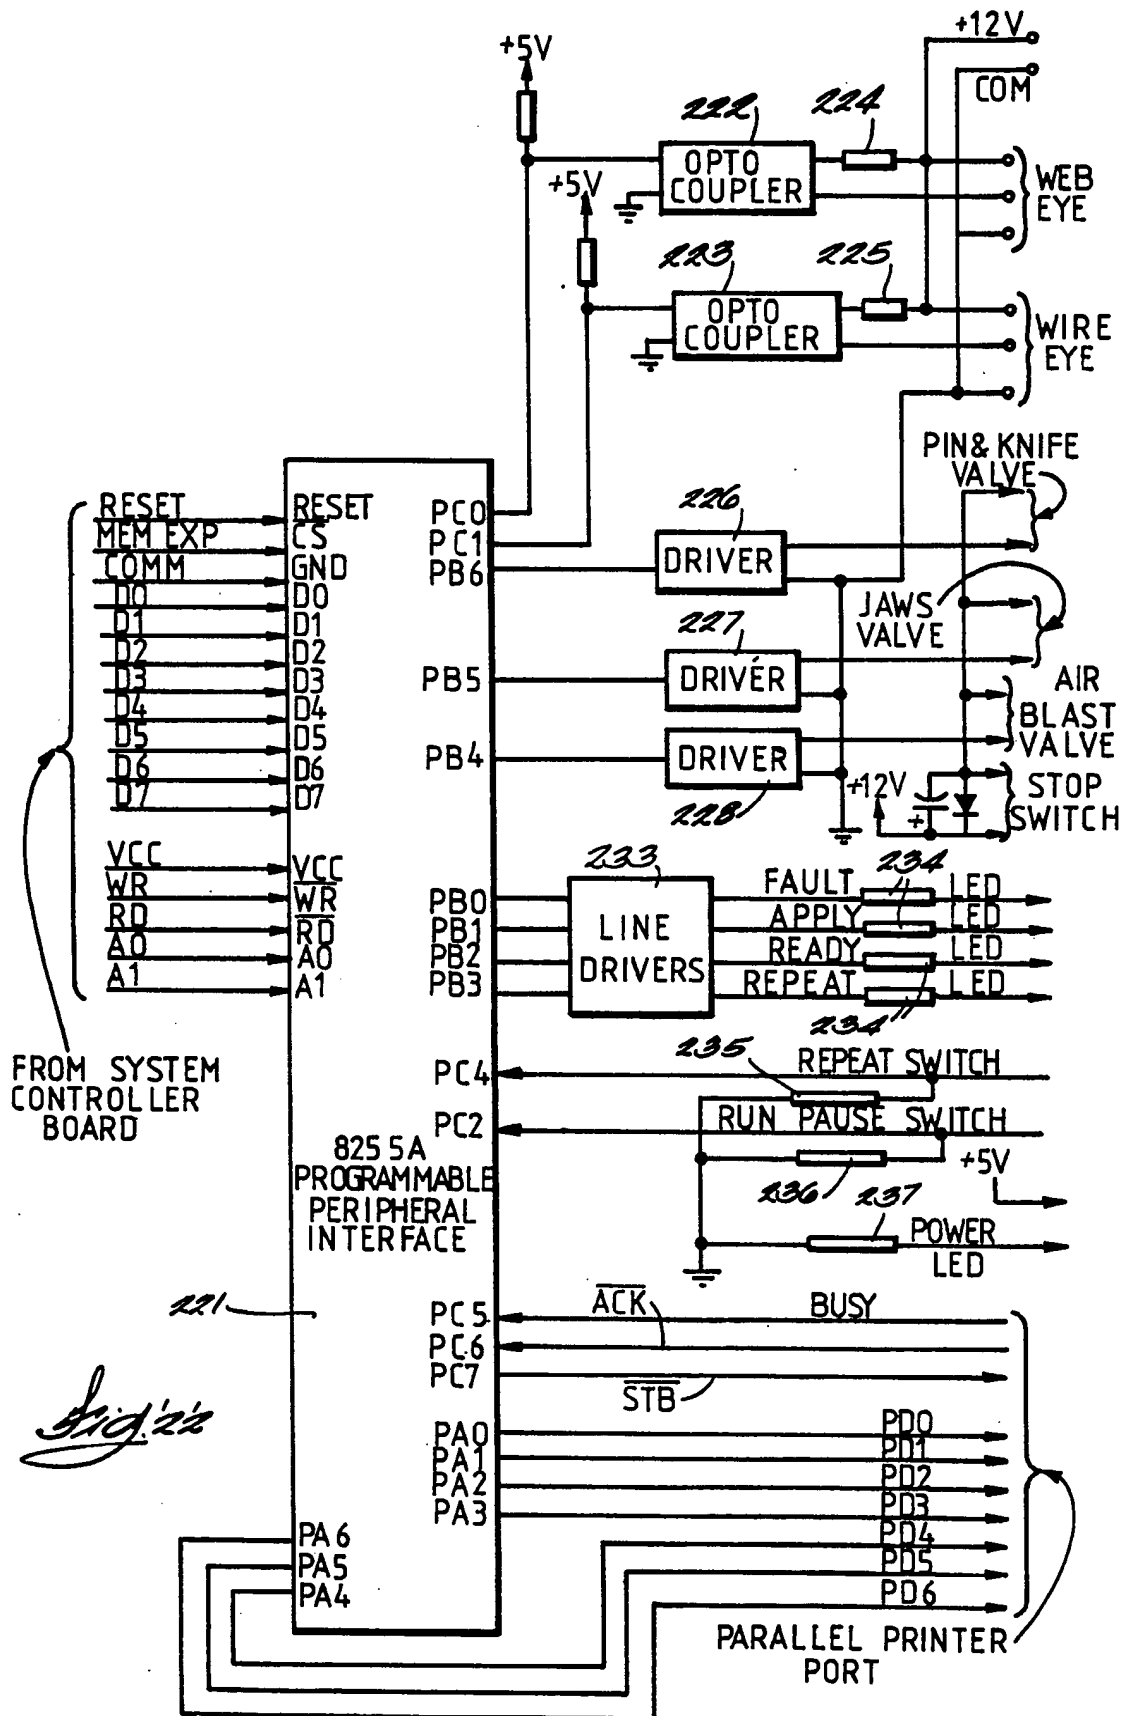 +12V
+5V
COM
222
224
OPTO
COUPLER
WEB
EYE
+5V
223
225
OPTO
COUPLER
WIRE
EYE
PIN & KNIFE
VALVE
RESET
MEM EXP
COMM
D0
D1
D2
D3
D4
D5
D6
D7
VCC
WR
RD
A0
A1
RESET
CS
GND
D0
D1
D2
D3
D4
D5
D6
D7
VCC
WR
RD
A0
A1
FROM SYSTEM
CONTROLLER
BOARD
PC0
PC1
PB6
226
DRIVER
JAWS
VALVE
PB5
227
DRIVER
AIR
BLAST
VALVE
PB4
DRIVER
228
+12V
+
STOP
SWITCH
PB0
PB1
PB2
PB3
233
LINE
DRIVERS
FAULT
234
LED
APPLY
LED
READY
LED
REPEAT
LED
234
235
PC4
REPEAT SWITCH
PC2
RUN PAUSE SWITCH
8255A
PROGRAMMABLE
PERIPHERAL
INTERFACE
+5V
236
237
POWER
LED
221
PC5
BUSY
ACK
PC6
PC7
STB
Fig. 22
PA0
PD0
PA1
PD1
PA2
PD2
PA3
PD3
PD4
PD5
PD6
PA6
PA5
PA4
PARALLEL PRINTER
PORT